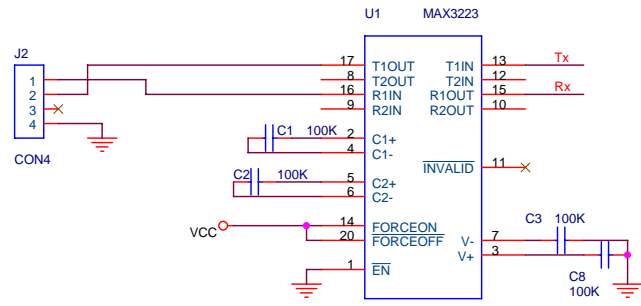 U1 MAX3223
J2
1
2
3
4
CON4
17 T1OUT T1IN 13 Tx
8 T2OUT T2IN 12
16 R1IN R1OUT 15 Rx
9 R2IN R2OUT 10
C1 100K 2 C1+
4 C1-
INVALID 11
C2 100K 5 C2+
6 C2-
VCC 14 FORCEON
20 FORCEOFF
C3 100K
V- 7
V+ 3
1 EN
C8
100K